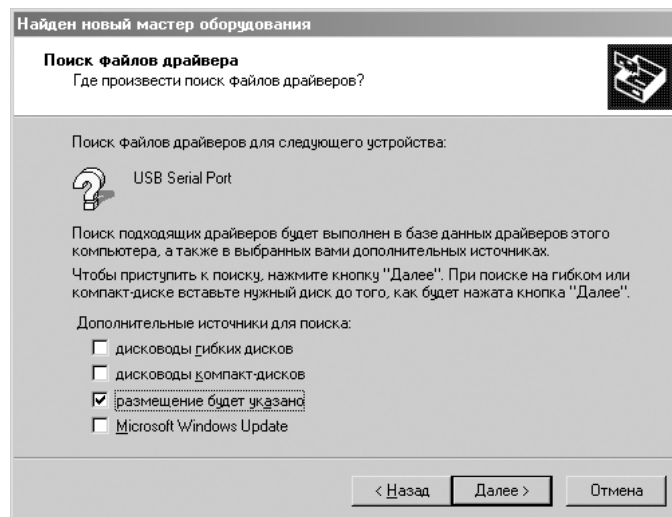 Найден новый мастер оборудования
Поиск файлов драйвера
Где произвести поиск файлов драйверов?
Поиск файлов драйверов для следующего устройства:
USB Serial Port
Поиск подходящих драйверов будет выполнен в базе данных драйверов этого
компьютера, а также в выбранных вами дополнительных источниках.
Чтобы приступить к поиску, нажмите кнопку "Далее". При поиске на гибком или
компакт-диске вставьте нужный диск до того, как будет нажата кнопка "Далее".
Дополнительные источники для поиска:
дисководы гибких дисков
дисководы компакт-дисков
размещение будет указано
Microsoft Windows Update
< Назад Далее > Отмена